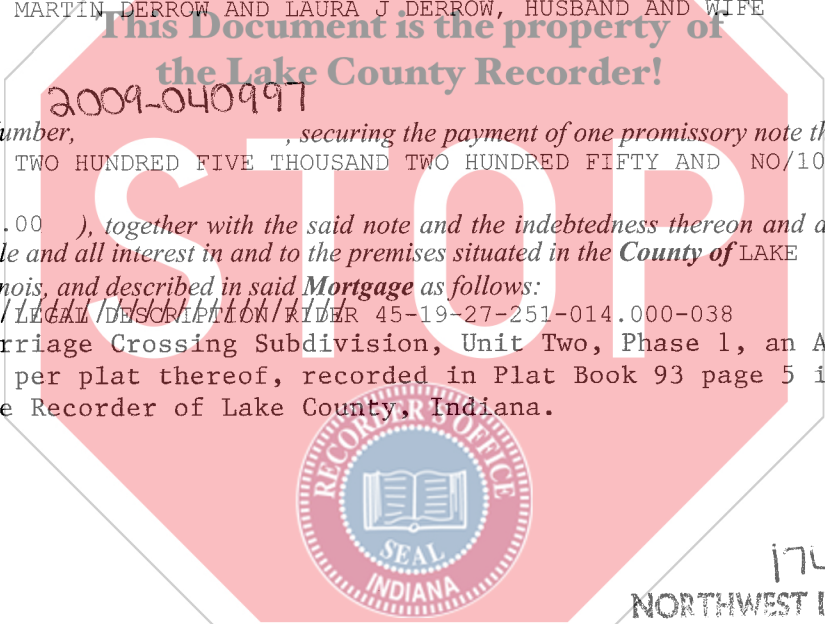 MARTIN DERROW AND LAURA J DERROW, HUSBAND AND WIFE
This Document is the property of
the Lake County Recorder!
2009-040997
umber, , securing the payment of one promissory note th
TWO HUNDRED FIVE THOUSAND TWO HUNDRED FIFTY AND NO/10
STOP
.00 ), together with the said note and the indebtedness thereon and a
le and all interest in and to the premises situated in the County of LAKE
nois, and described in said Mortgage as follows:
LEGAL DESCRIPTION RIDER 45-19-27-251-014.000-038
rriage Crossing Subdivision, Unit Two, Phase 1, an A
per plat thereof, recorded in Plat Book 93 page 5 i
e Recorder of Lake County, Indiana.
RECORDER'S OFFICE
SEAL
INDIANA
174
NORTHWEST I